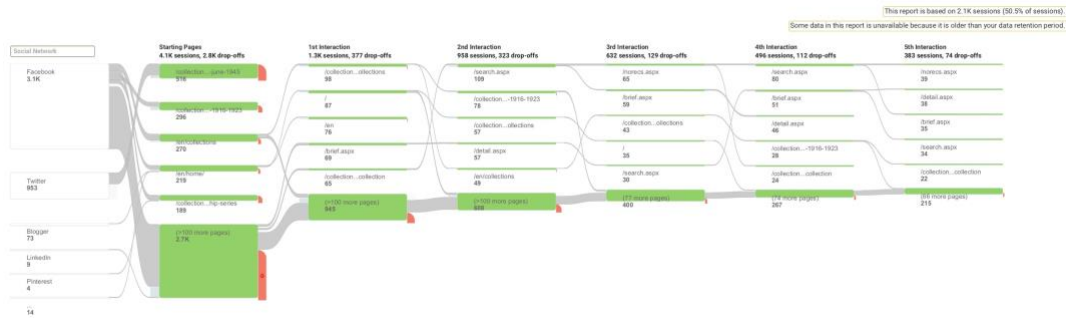 This report is based on 2.1K sessions (50.5% of sessions).
Some data in this report is unavailable because it is older than your data retention period.
Social Network
Facebook
3.1K
Twitter
953
Blogger
73
LinkedIn
9
Pinterest
4
...
14
Starting Pages
4.1K sessions, 2.8K drop-offs
/collection...-june-1941
516
/collection...-1916-1923
296
/en/collections
270
/en/home/
219
/collection...hip-series
189
(>100 more pages)
2.7K
1st Interaction
1.3K sessions, 377 drop-offs
/collection...ollections
98
/
87
/en
76
/brief.aspx
69
/collection...collection
65
(>100 more pages)
943
2nd Interaction
958 sessions, 323 drop-offs
/search.aspx
109
/collection...-1916-1923
78
/collection...ollections
57
/detail.aspx
57
/en/collections
49
(>100 more pages)
608
3rd Interaction
632 sessions, 129 drop-offs
/norecs.aspx
65
/brief.aspx
59
/collection...ollections
43
/
35
/search.aspx
30
(77 more pages)
400
4th Interaction
496 sessions, 112 drop-offs
/search.aspx
80
/brief.aspx
51
/detail.aspx
46
/collection...-1916-1923
28
/collection...collection
24
(74 more pages)
267
5th Interaction
383 sessions, 74 drop-offs
/norecs.aspx
39
/detail.aspx
38
/brief.aspx
35
/search.aspx
34
/collection...collection
22
(66 more pages)
215